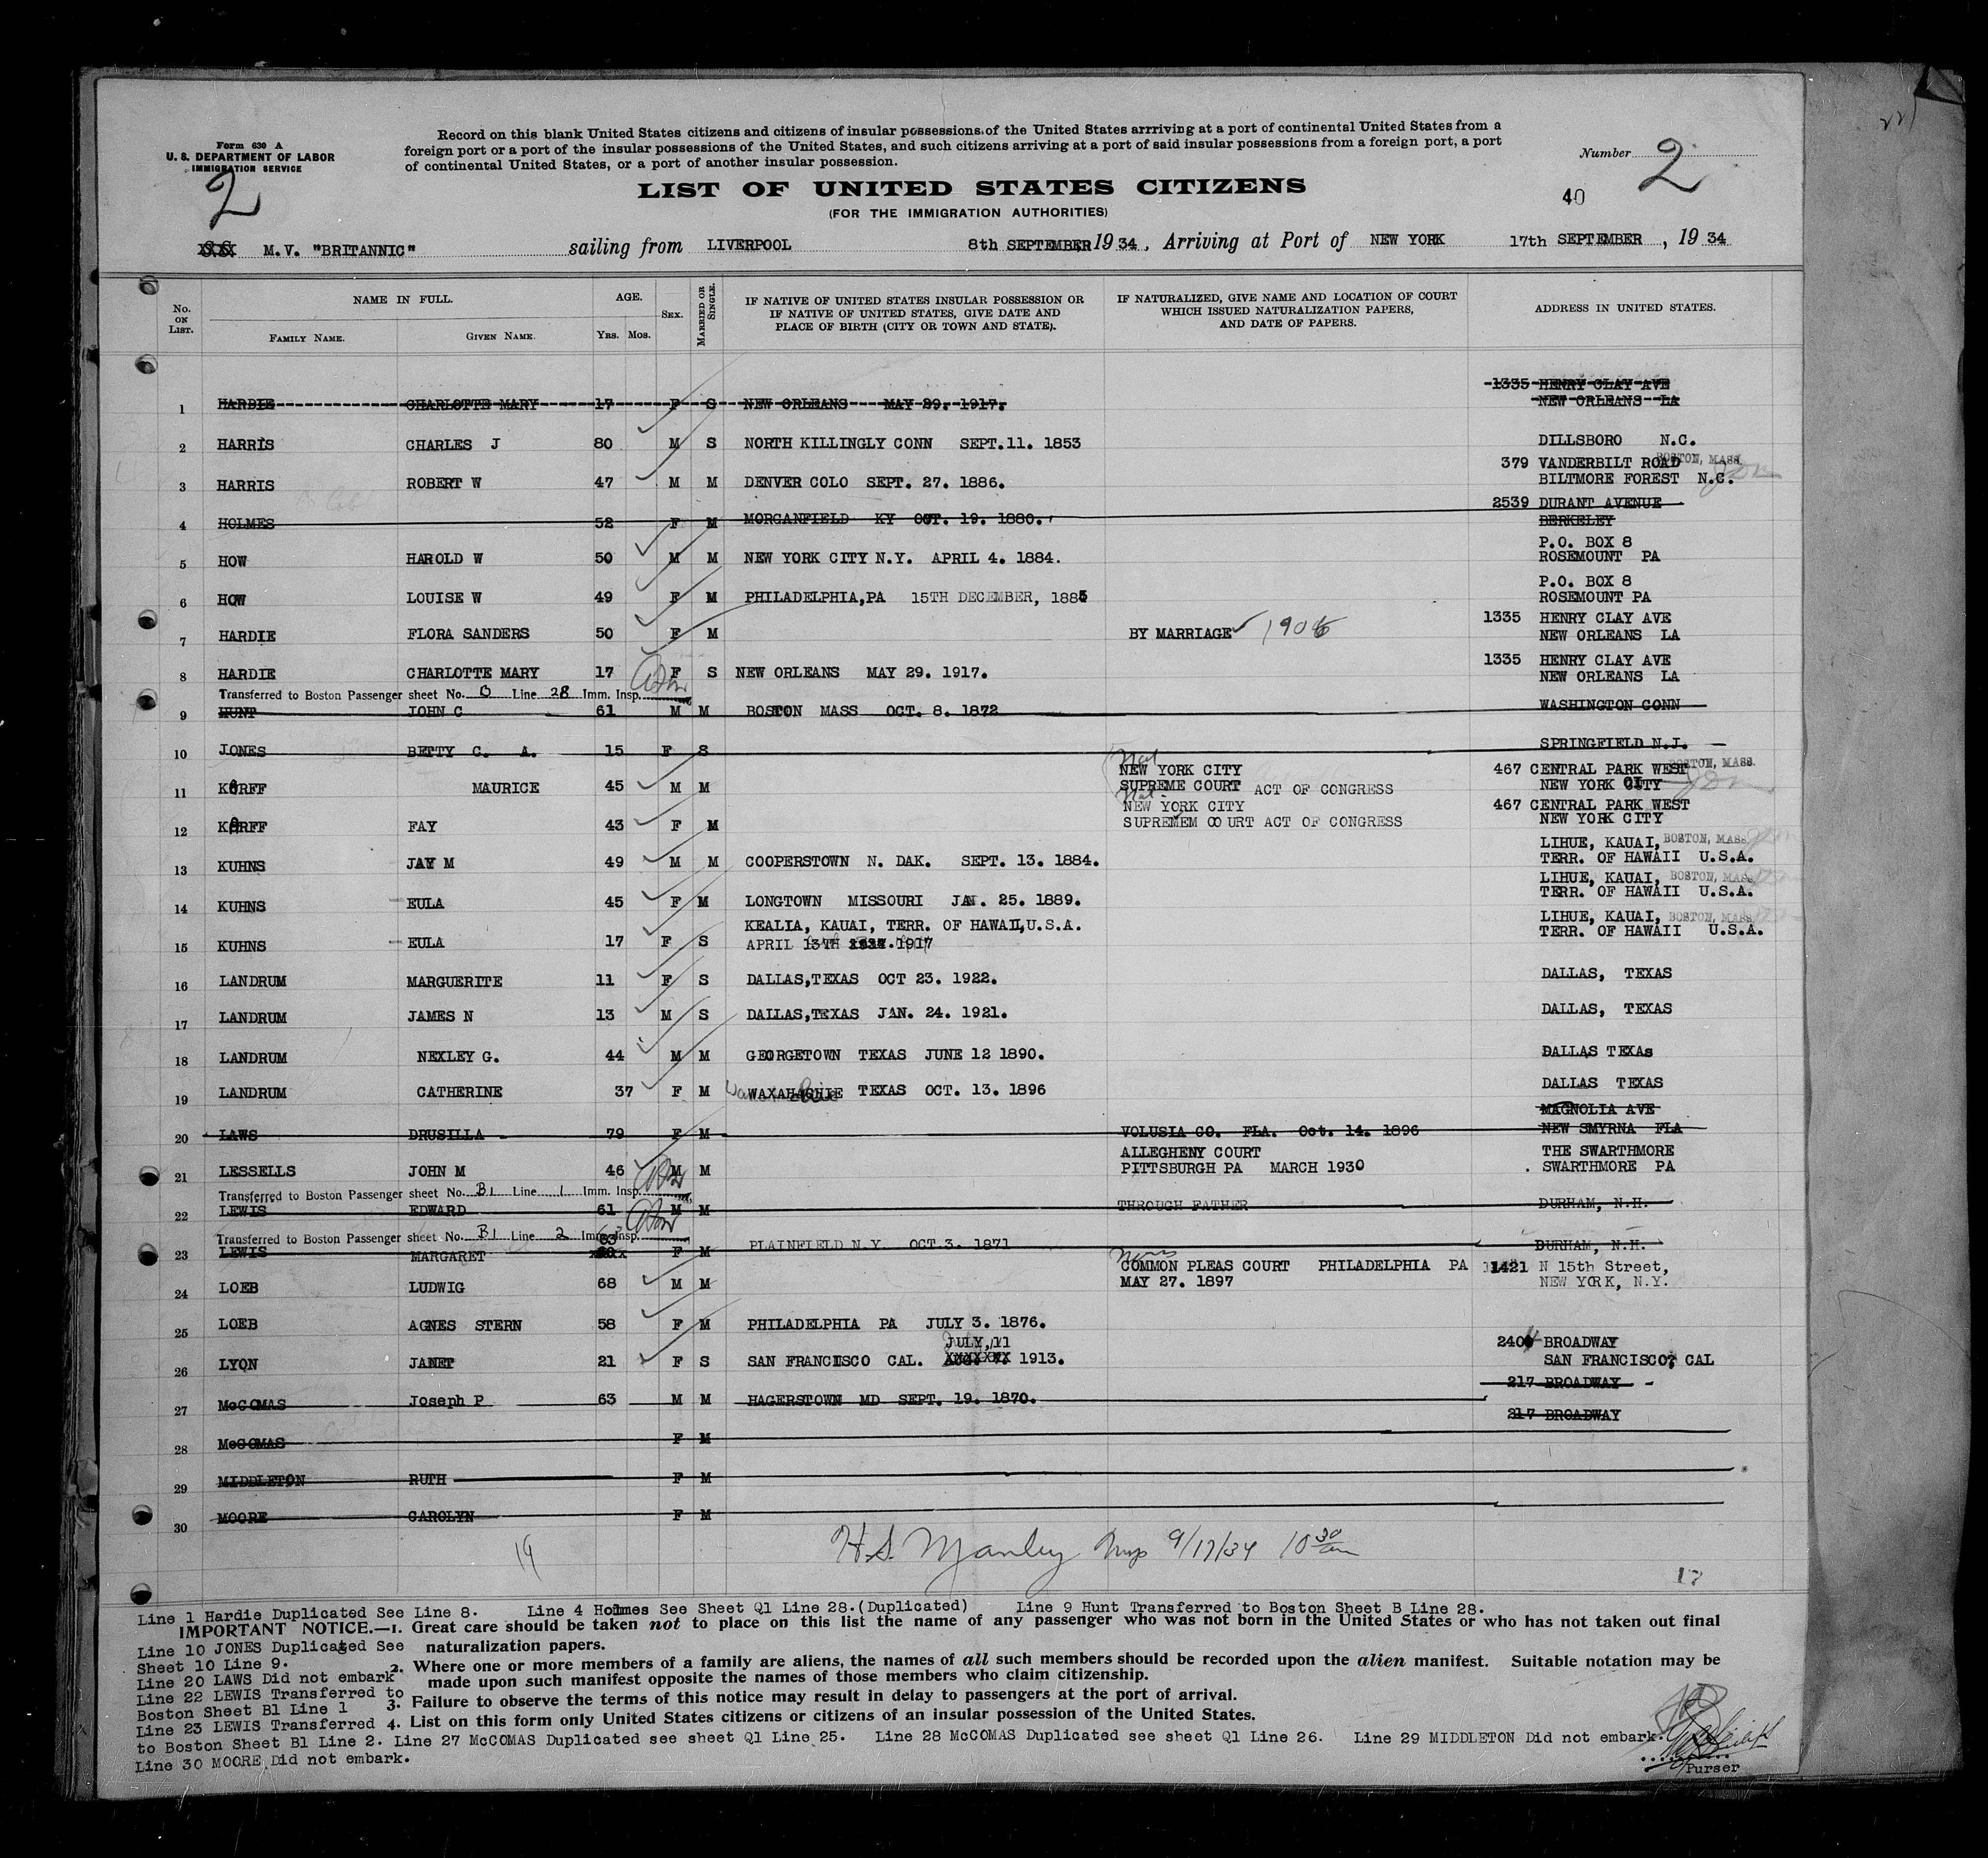 Form 630 A
U. S. DEPARTMENT OF LABOR
IMMIGRATION SERVICE
2
Record on this blank United States citizens and citizens of insular possessions of the United States arrriving at a port of continental United States from a
foreign port or a port of the insular possessions of the United States, and such citizens arriving at a port of said insular possessions from a foreign port, a port
of continental United States, or a port of another insular possession.
Number 2
LIST OF UNITED STATES CITIZENS
40
(FOR THE IMMIGRATION AUTHORITIES)
M.V. "BRITANNIC" sailing from LIVERPOOL 8th SEPTEMBER 1934, Arriving at Port of NEW YORK 17th SEPTEMBER, 1934
No. ON LIST. NAME IN FULL. FAMILY NAME. GIVEN NAME. AGE. YRS. MOS. SEX. MARRIED OR SINGLE. IF NATIVE OF UNITED STATES INSULAR POSSESSION OR IF NATIVE OF UNITED STATES, GIVE DATE AND PLACE OF BIRTH (CITY OR TOWN AND STATE). IF NATURALIZED, GIVE NAME AND LOCATION OF COURT WHICH ISSUED NATURALIZATION PAPERS, AND DATE OF PAPERS. ADDRESS IN UNITED STATES.
1 HARDIE CHARLOTTE MARY 17 F S NEW ORLEANS MAY 29. 1917. 1335 HENRY CLAY AVE NEW ORLEANS LA
2 HARRIS CHARLES J 80 M S NORTH KILLINGLY CONN SEPT.11. 1853 DILLSBORO N.C.
3 HARRIS ROBERT W 47 M M DENVER COLO SEPT. 27. 1886. 379 VANDERBILT ROAD BILTMORE FOREST N.C. BOSTON, MASS.
4 HOLMES 52 F M MORGANFIELD KY OCT. 19. 1880. 2539 DURANT AVENUE BERKELEY
5 HOW HAROLD W 50 M M NEW YORK CITY N.Y. APRIL 4. 1884. P.O. BOX 8 ROSEMOUNT PA
6 HOW LOUISE W 49 F M PHILADELPHIA,PA 15TH DECEMBER, 1885 P.O. BOX 8 ROSEMOUNT PA
7 HARDIE FLORA SANDERS 50 F M BY MARRIAGE 1335 HENRY CLAY AVE NEW ORLEANS LA
8 HARDIE CHARLOTTE MARY 17 F S NEW ORLEANS MAY 29. 1917. 1335 HENRY CLAY AVE NEW ORLEANS LA
Transferred to Boston Passenger sheet No. B Line 28 Imm. Insp.
9 HUNT JOHN C 61 M M BOSTON MASS OCT. 8. 1872 WASHINGTON CONN
10 JONES BETTY C. A. 15 F S SPRINGFIELD N.J.
11 KORFF MAURICE 45 M M Nat NEW YORK CITY SUPREME COURT ACT OF CONGRESS 467 CENTRAL PARK WEST NEW YORK CITY BOSTON, MASS.
12 KORFF FAY 43 F M Nat NEW YORK CITY SUPREMEM COURT ACT OF CONGRESS 467 CENTRAL PARK WEST NEW YORK CITY
13 KUHNS JAY M 49 M M COOPERSTOWN N. DAK. SEPT. 13. 1884. LIHUE, KAUAI, TERR. OF HAWAII U.S.A. BOSTON, MASS.
14 KUHNS EULA 45 F M LONGTOWN MISSOURI JAN. 25. 1889. LIHUE, KAUAI, TERR. OF HAWAII U.S.A. BOSTON, MASS.
15 KUHNS EULA 17 F S KEALIA, KAUAI, TERR. OF HAWAII,U.S.A. APRIL 13TH 1917 LIHUE, KAUAI, TERR. OF HAWAII U.S.A. BOSTON, MASS.
16 LANDRUM MARGUERITE 11 F S DALLAS,TEXAS OCT 23. 1922. DALLAS, TEXAS
17 LANDRUM JAMES N 13 M S DALLAS,TEXAS JAN. 24. 1921. DALLAS, TEXAS
18 LANDRUM NEXLEY G. 44 M M GEORGETOWN TEXAS JUNE 12 1890. DALLAS TEXAs
19 LANDRUM CATHERINE 37 F M WAXAHACHIE TEXAS OCT. 13. 1896 DALLAS TEXAS
20 LAWS DRUSILLA 79 F M VOLUSIA CO. FLA. Oct. 14. 1896 MAGNOLIA AVE NEW SMYRNA FLA
21 LESSELLS JOHN M 46 M M ALLEGHENY COURT PITTSBURGH PA MARCH 1930 THE SWARTHMORE SWARTHMORE PA
Transferred to Boston Passenger sheet No. B1 Line 1 Imm. Insp.
22 LEWIS EDWARD 61 M M THROUGH FATHER DURHAM, N.H.
Transferred to Boston Passenger sheet No. B1 Line 2 Imm. Insp.
23 LEWIS MARGARET 63 F M PLAINFIELD N.Y. OCT.3. 1871 DURHAM, N.H.
24 LOEB LUDWIG 68 M M COMMON PLEAS COURT PHILADELPHIA PA MAY 27. 1897 1421 N 15th Street, NEW YORK, N.Y.
25 LOEB AGNES STERN 58 F M PHILADELPHIA PA JULY 3. 1876.
26 LYON JANET 21 F S SAN FRANCISCO CAL. JULY,11 1913. 2404 BROADWAY SAN FRANCISCO, CAL
27 McCOMAS Joseph P 63 M M HAGERSTOWN MD SEPT. 19. 1870. 217 BROADWAY
28 McCOMAS F M 217 BROADWAY
29 MIDDLETON RUTH F M
30 MOORE CAROLYN F M
H.S. Manley Insp 9/17/34 10 30 am
Line 1 Hardie Duplicated See Line 8. Line 4 Holmes See Sheet Q1 Line 28.(Duplicated) Line 9 Hunt Transferred to Boston Sheet B Line 28.
IMPORTANT NOTICE.—1. Great care should be taken not to place on this list the name of any passenger who was not born in the United States or who has not taken out final
naturalization papers.
Line 10 JONES Duplicated See
Sheet 10 Line 9.
2. Where one or more members of a family are aliens, the names of all such members should be recorded upon the alien manifest. Suitable notation may be
made upon such manifest opposite the names of those members who claim citizenship.
Line 20 LAWS Did not embark
Line 22 LEWIS Transferred to
Boston Sheet B1 Line 1
3. Failure to observe the terms of this notice may result in delay to passengers at the port of arrival.
4. List on this form only United States citizens or citizens of an insular possession of the United States.
Line 23 LEWIS Transferred
to Boston Sheet B1 Line 2. Line 27 McCOMAS Duplicated see sheet Q1 Line 25. Line 28 McCOMAS Duplicated see sheet Q1 Line 26. Line 29 MIDDLETON Did not embark.
Line 30 MOORE Did not embark.
Purser